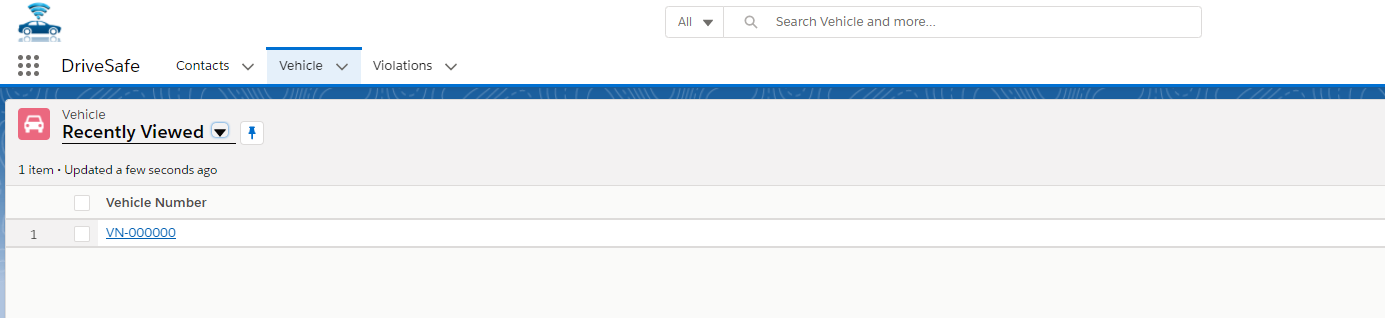 All
Search Vehicle and more...
DriveSafe
Contacts
Vehicle
Violations
Vehicle
Recently Viewed
1 item • Updated a few seconds ago
Vehicle Number
1
VN-000000